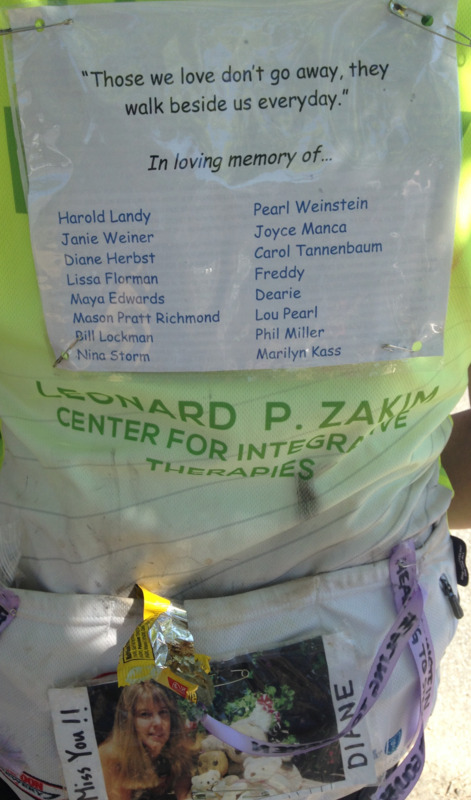 “Those we love don’t go away, they
walk beside us everyday.”
In loving memory of…
Harold Landy
Janie Weiner
Diane Herbst
Lissa Florman
Maya Edwards
Mason Pratt Richmond
Bill Lockman
Nina Storm
Pearl Weinstein
Joyce Manca
Carol Tannenbaum
Freddy
Dearie
Lou Pearl
Phil Miller
Marilyn Kass
LEONARD P. ZAKIM
CENTER FOR INTEGRATIVE
THERAPIES
Miss You!!
DIANE